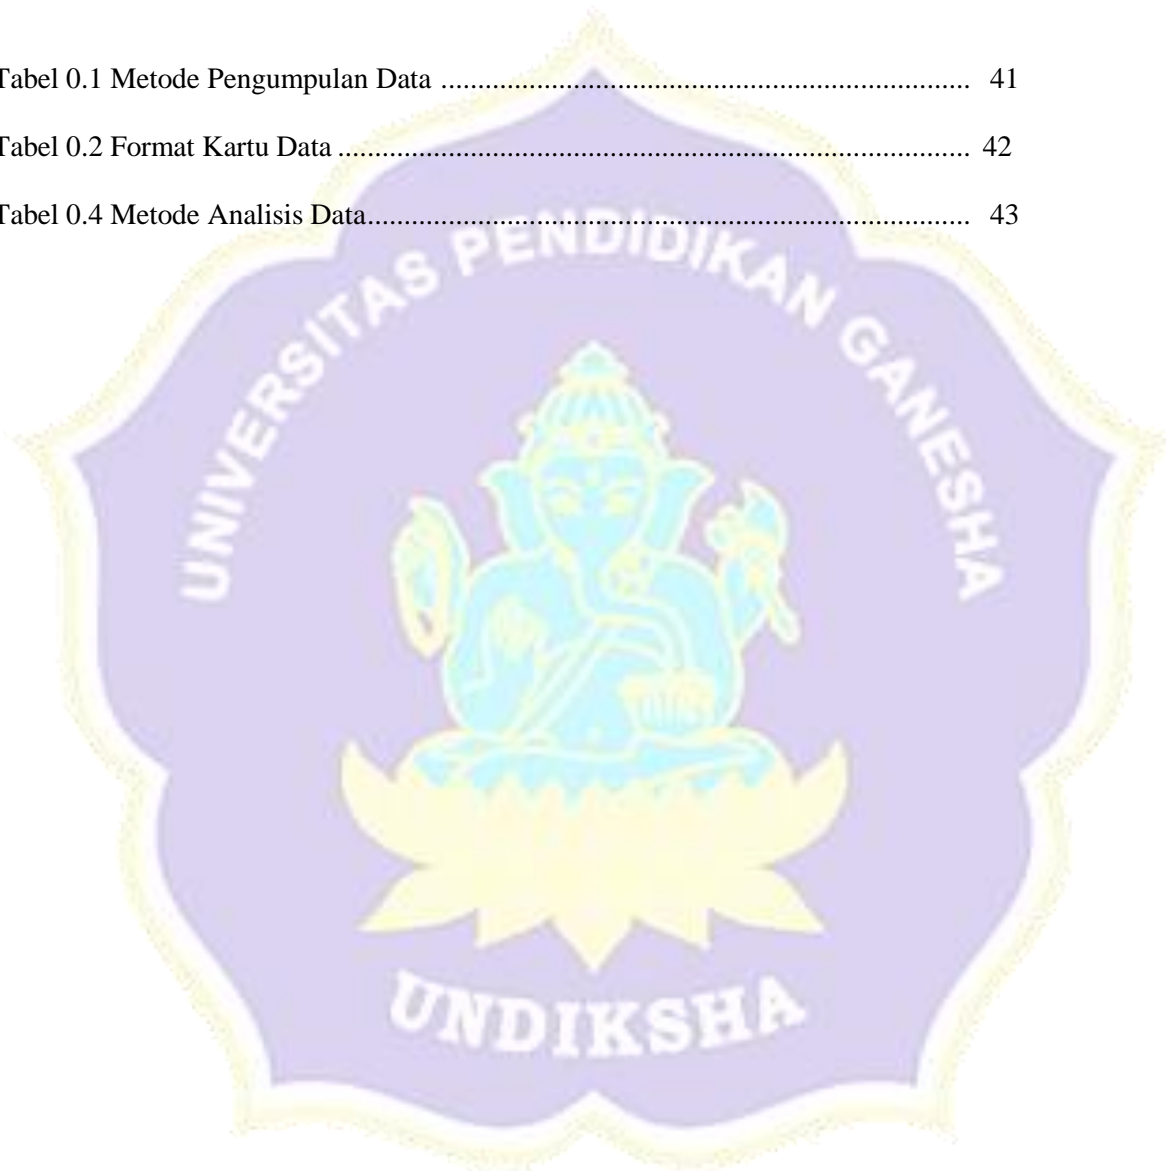 Tabel 0.1 Metode Pengumpulan Data ....................................................................... 41
Tabel 0.2 Format Kartu Data ..................................................................................... 42
Tabel 0.4 Metode Analisis Data................................................................................. 43
UNIVERSITAS PENDIDIKAN GANESHA
UNDIKSHA